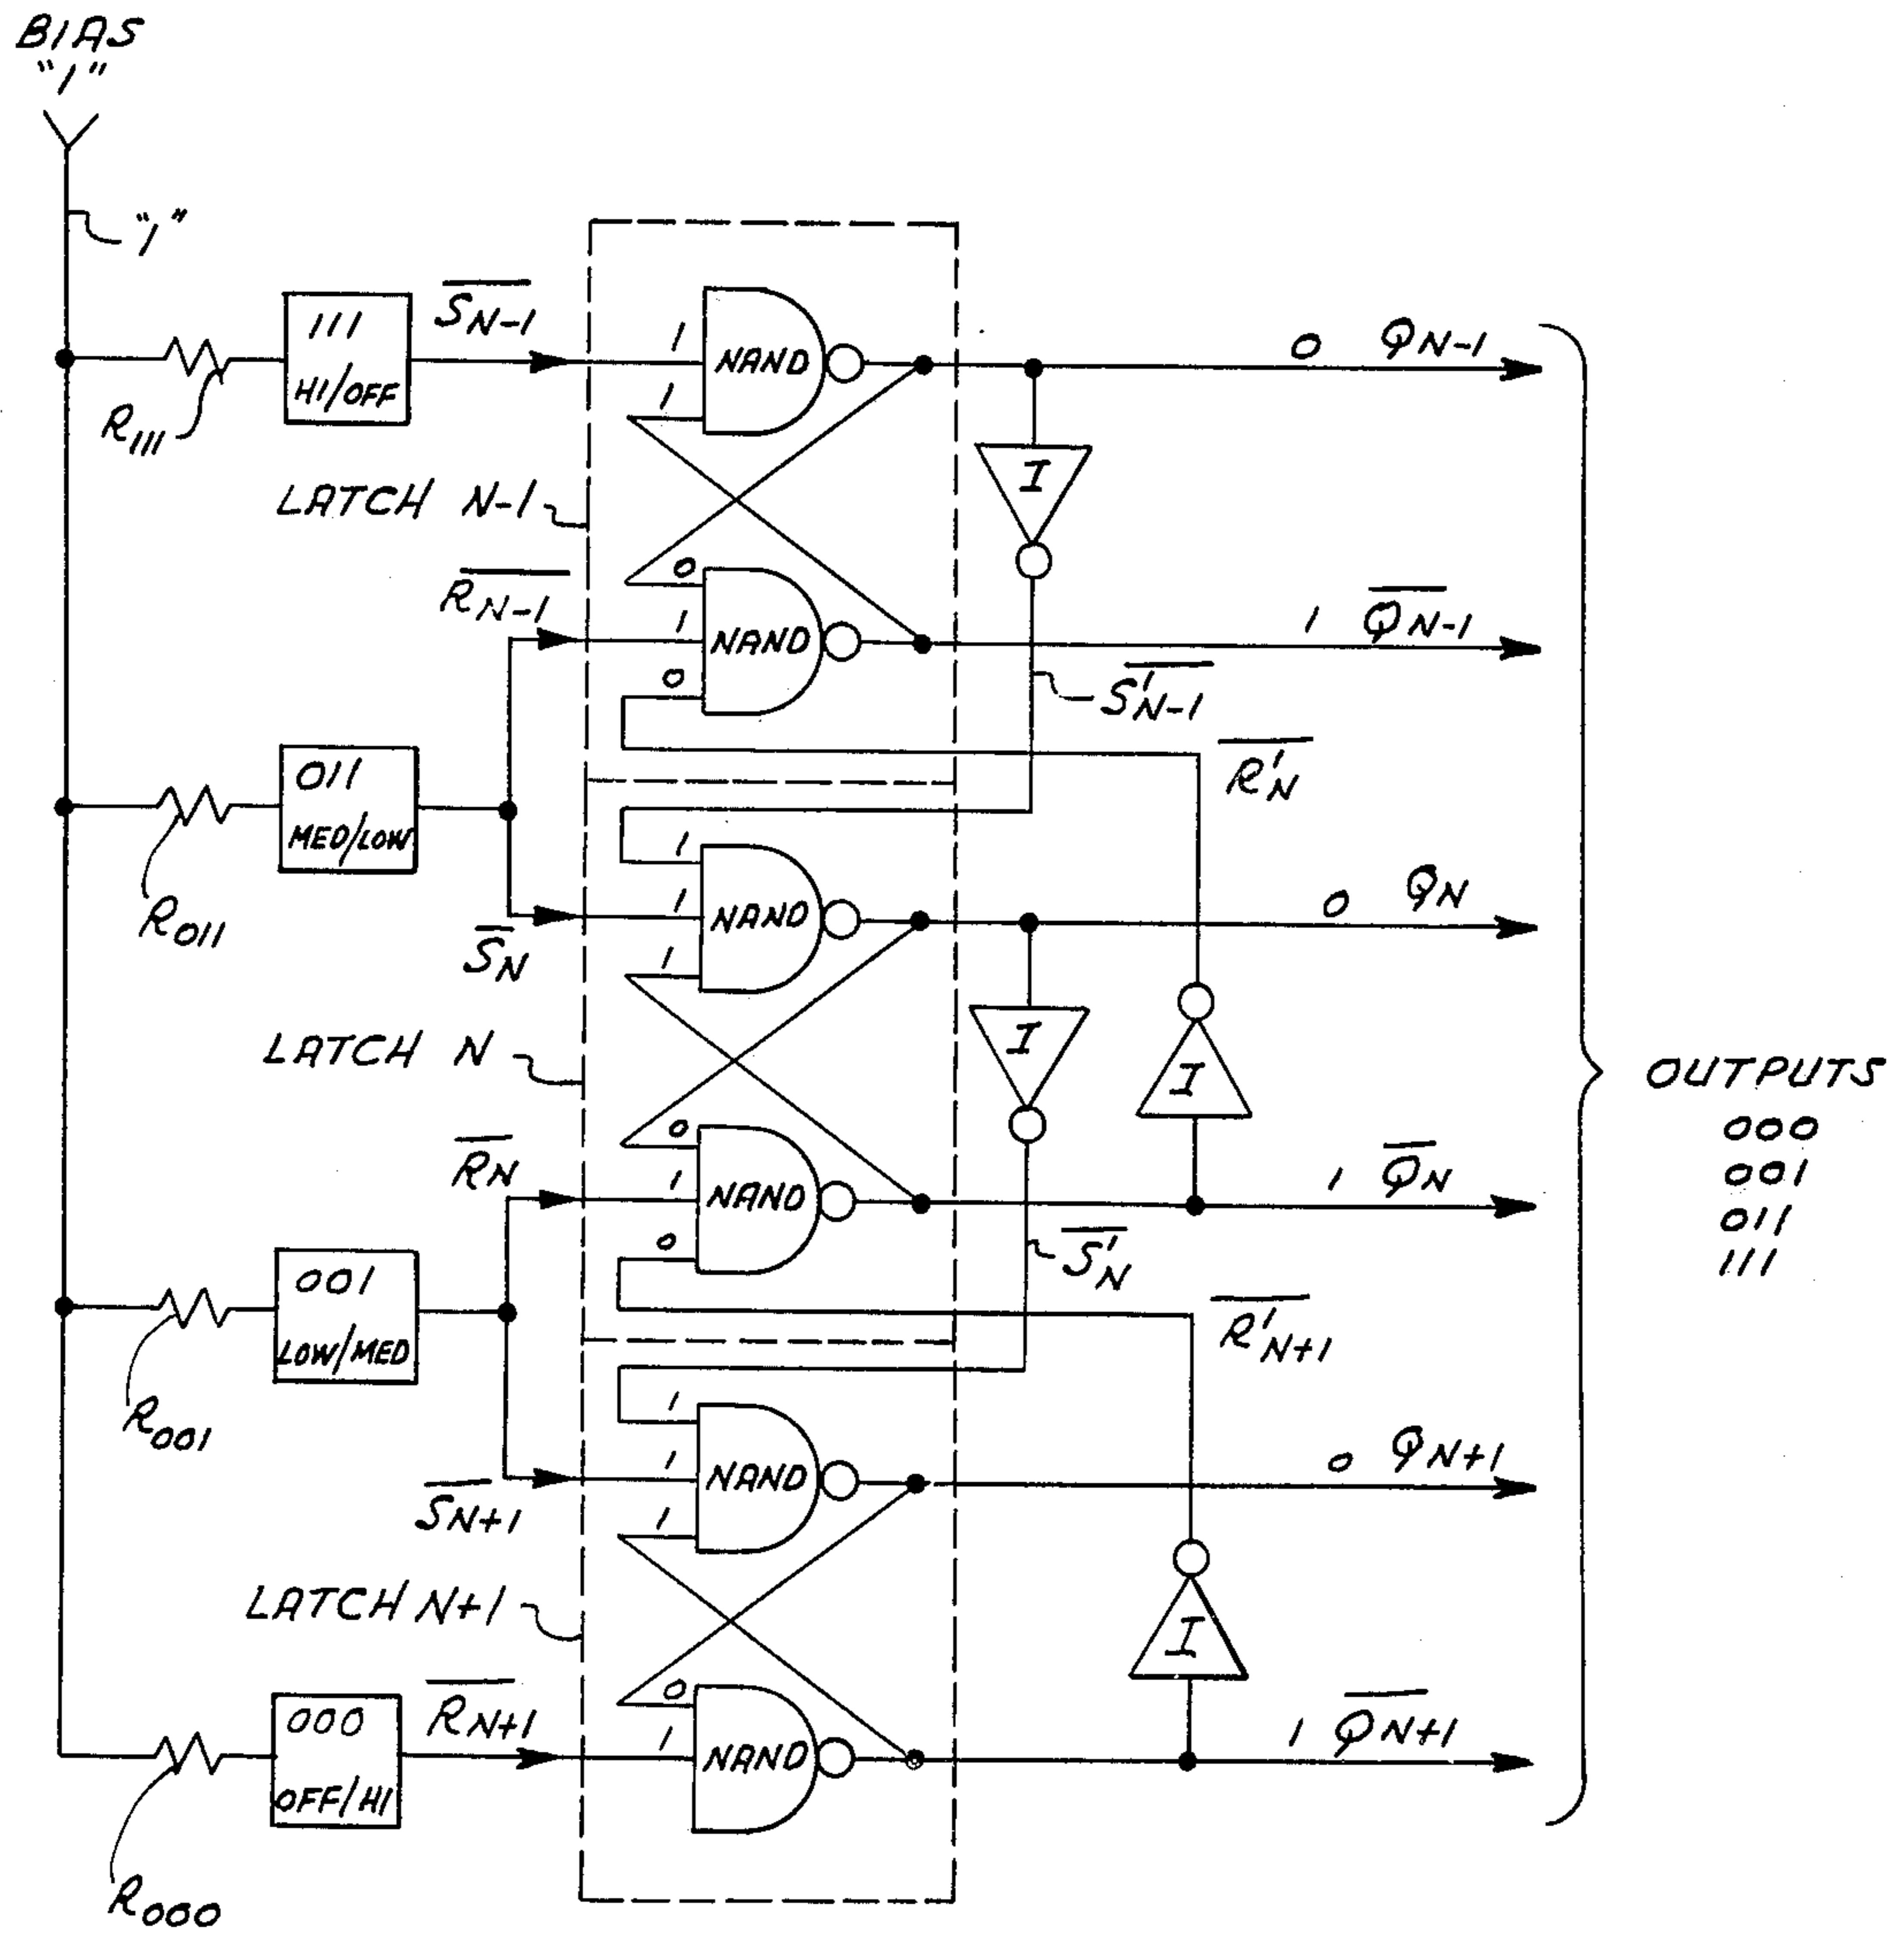 BIAS
"1"
"1"
111
HI/OFF
R111
S̅N-1
1
1
NAND
0 QN-1
I
LATCH N-1
R̅N-1
0
1
0
NAND
1 Q̅N-1
S̅'N-1
R̅'N
011
MED/LOW
R011
S̅N
1
1
1
NAND
0 QN
I
I
LATCH N
R̅N
0
1
0
NAND
1 Q̅N
S̅'N
R̅'N+1
OUTPUTS
000
001
011
111
001
LOW/MED
R001
S̅N+1
1
1
1
NAND
0 QN+1
I
LATCH N+1
000
OFF/HI
R000
R̅N+1
0
1
NAND
1 Q̅N+1